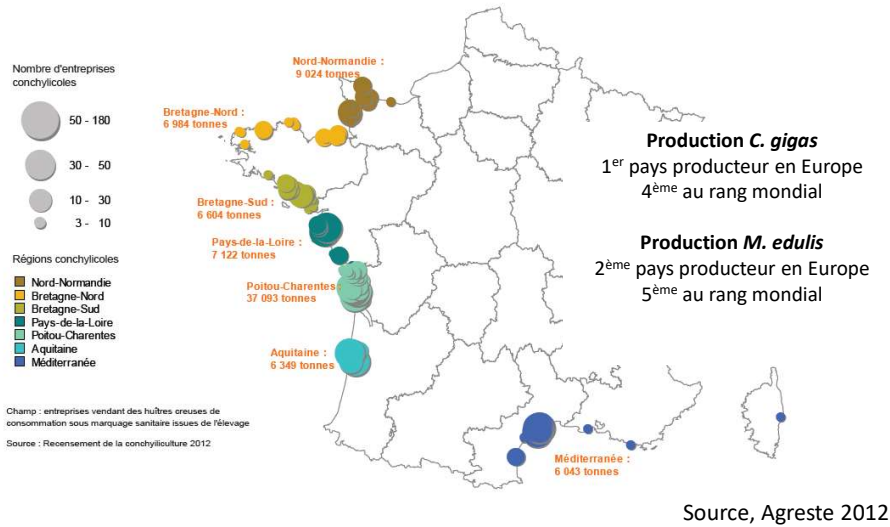 Nombre d'entreprises
conchylicoles
50 - 180
30 - 50
10 - 30
3 - 10
Régions conchylicoles
Nord-Normandie
Bretagne-Nord
Bretagne-Sud
Pays-de-la-Loire
Poitou-Charentes
Aquitaine
Méditerranée
Champ : entreprises vendant des huîtres creuses de
consommation sous marquage sanitaire issues de l'élevage
Source : Recensement de la conchyliculture 2012
Nord-Normandie :
9 024 tonnes
Bretagne-Nord :
6 984 tonnes
Bretagne-Sud :
6 604 tonnes
Pays-de-la-Loire :
7 122 tonnes
Poitou-Charentes :
37 093 tonnes
Aquitaine :
6 349 tonnes
Méditerranée :
6 043 tonnes
Production C. gigas
1er pays producteur en Europe
4ème au rang mondial
Production M. edulis
2ème pays producteur en Europe
5ème au rang mondial
Source, Agreste 2012